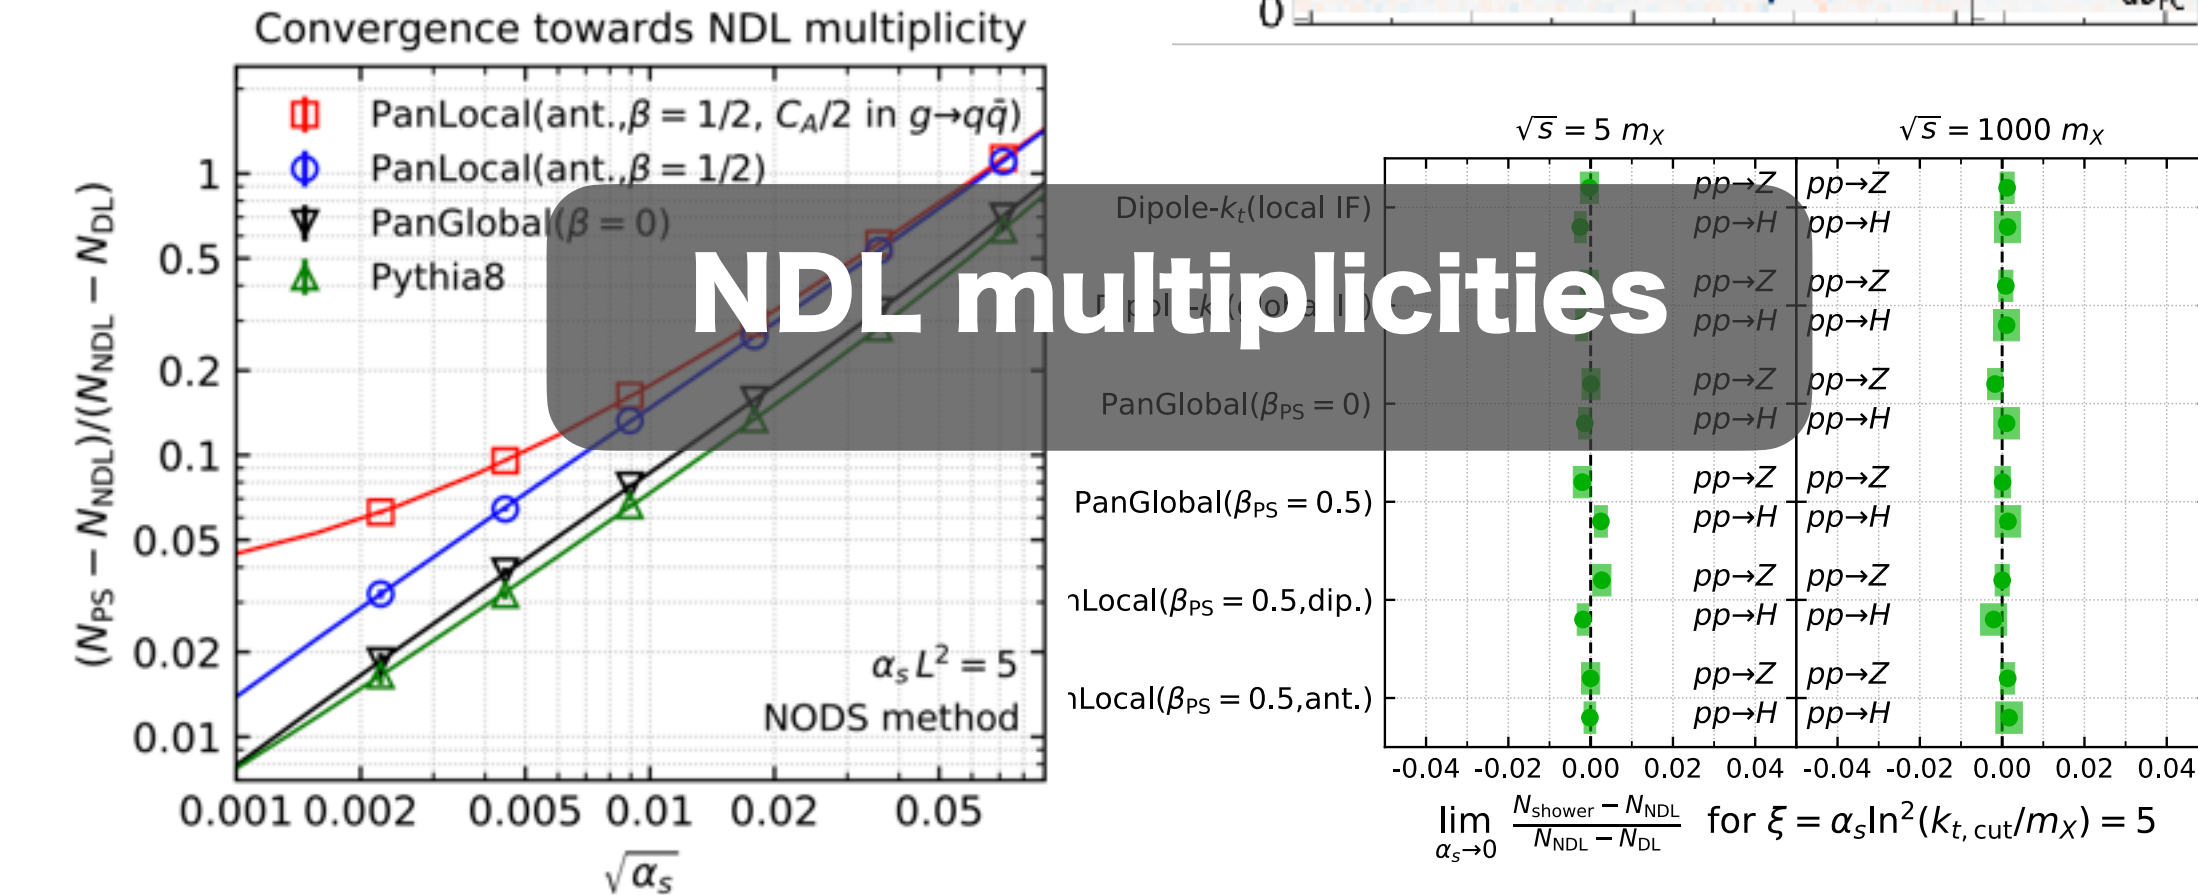 Convergence towards NDL multiplicity
PanLocal(ant.,β = 1/2, C_A/2 in g→qq̄)
PanLocal(ant.,β = 1/2)
PanGlobal(β = 0)
Pythia8
(N_PS − N_NDL)/(N_NDL − N_DL)
1
0.5
0.2
0.1
0.05
0.02
0.01
α_s L² = 5
NODS method
0.001 0.002 0.005 0.01 0.02 0.05
√α_s
NDL multiplicities
0
√s = 5 m_X √s = 1000 m_X
pp→Z pp→Z
Dipole-k_t(local IF)
pp→H pp→H
pp→Z pp→Z
pp→H pp→H
pp→Z pp→Z
PanGlobal(β_PS = 0)
pp→H pp→H
pp→Z pp→Z
PanGlobal(β_PS = 0.5)
pp→H pp→H
pp→Z pp→Z
nLocal(β_PS = 0.5,dip.)
pp→H pp→H
pp→Z pp→Z
nLocal(β_PS = 0.5,ant.)
pp→H pp→H
-0.04 -0.02 0.00 0.02 0.04 -0.04 -0.02 0.00 0.02 0.04
lim_{α_s→0} (N_shower − N_NDL)/(N_NDL − N_DL) for ξ = α_s ln²(k_{t, cut}/m_X) = 5